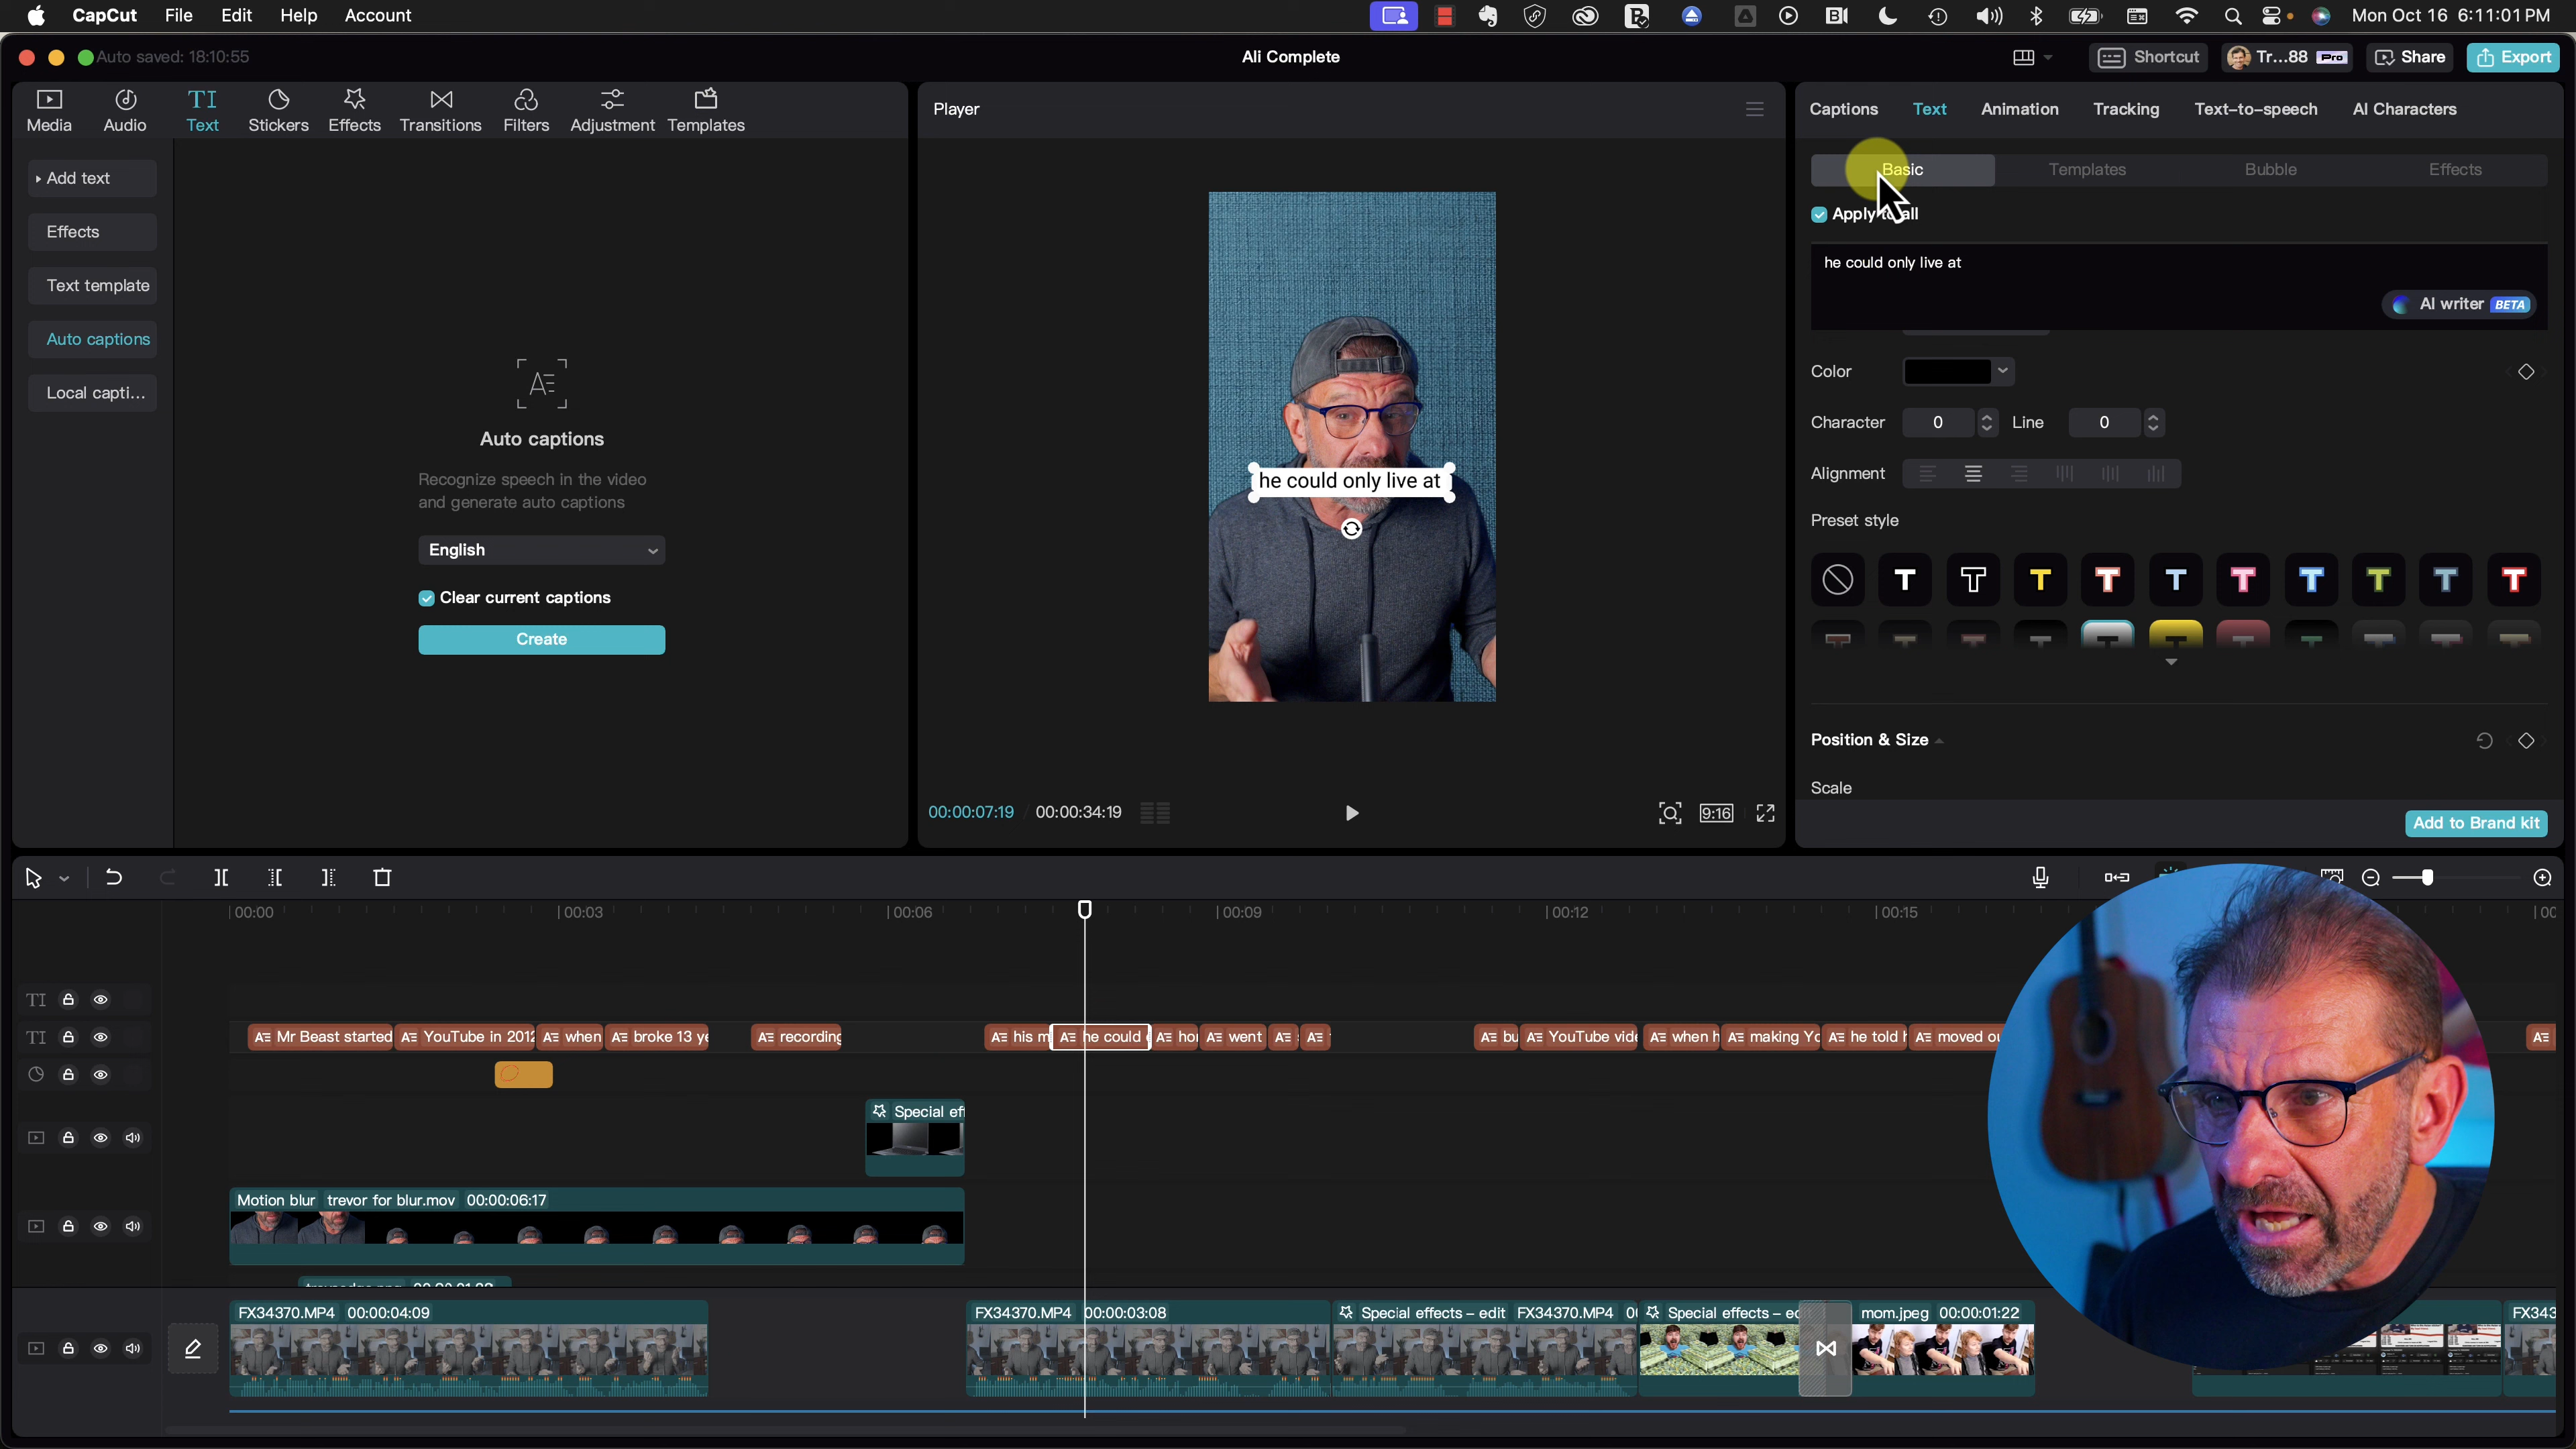 CapCut File Edit Help Account
Mon Oct 16 6:11:01 PM
Auto saved: 18:10:55
Ali Complete
Shortcut
Tr...88 Pro
Share
Export
Media
Audio
TI
Text
Stickers
Effects
Transitions
Filters
Adjustment
Templates
Add text
Effects
Text template
Auto captions
Local capti...
Auto captions
Recognize speech in the video
and generate auto captions
English
Clear current captions
Create
Player
he could only live at
00:00:07:19 00:00:34:19
9:16
Captions Text Animation Tracking Text-to-speech AI Characters
Basic Templates Bubble Effects
Apply to all
he could only live at
AI writer BETA
Color
Character 0 Line 0
Alignment
Preset style
T T T T T T T T T T
Position & Size
Scale
Add to Brand kit
00:00 00:03 00:06 00:09 00:12 00:15
TI
TI
Mr Beast started YouTube in 2012 when broke 13 ye recording his m he could o ho went bu YouTube vide when h making Yo he told h moved ou
Special eff
Motion blur trevor for blur.mov 00:00:06:17
FX34370.MP4 00:00:04:09
FX34370.MP4 00:00:03:08
Special effects – edit FX34370.MP4
Special effects – ed
mom.jpeg 00:00:01:22
FX343